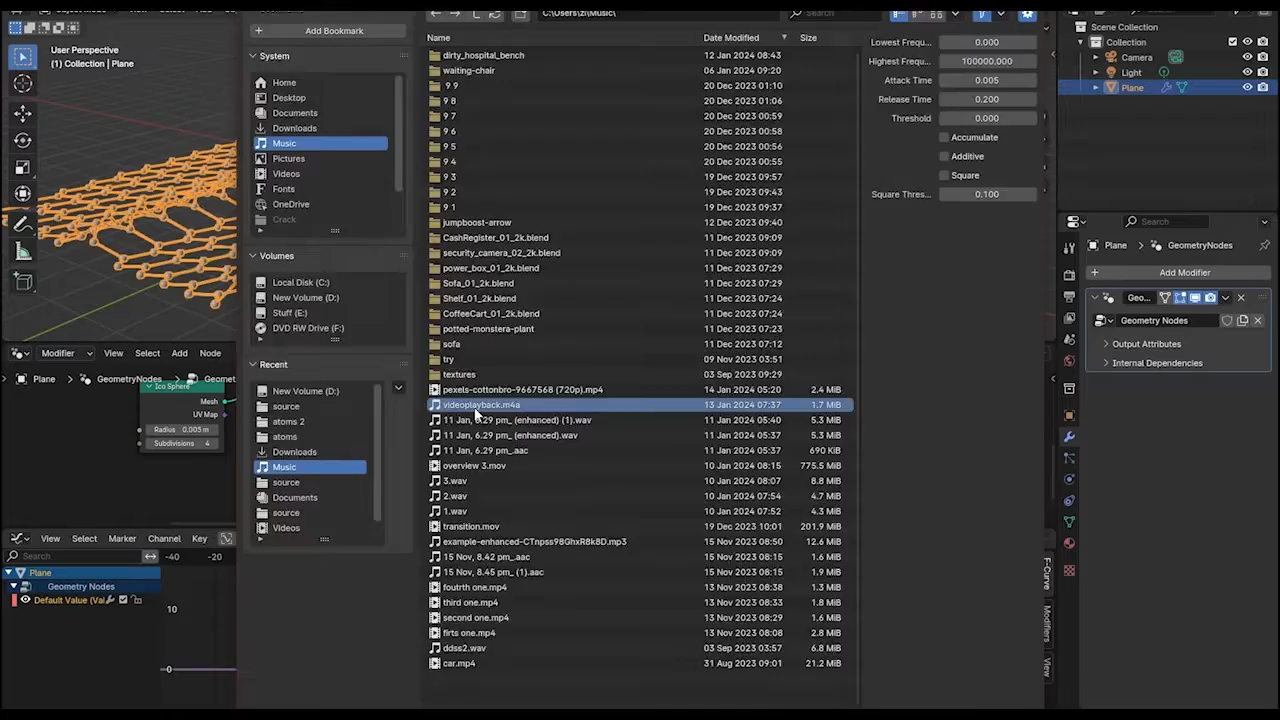 C:\Users\zi\Music\
Search
User Perspective
(1) Collection | Plane
Add Bookmark
System
Home
Desktop
Documents
Downloads
Music
Pictures
Videos
Fonts
OneDrive
Crack
Volumes
Local Disk (C:)
New Volume (D:)
Stuff (E:)
DVD RW Drive (F:)
Recent
New Volume (D:)
source
atoms 2
atoms
Downloads
Music
source
Documents
source
Videos
Name Date Modified Size
dirty_hospital_bench 12 Jan 2024 08:43
waiting-chair 06 Jan 2024 09:20
9 9 20 Dec 2023 01:10
9 8 20 Dec 2023 01:06
9 7 20 Dec 2023 00:59
9 6 20 Dec 2023 00:58
9 5 20 Dec 2023 00:56
9 4 20 Dec 2023 00:55
9 3 19 Dec 2023 09:57
9 2 19 Dec 2023 09:43
9 1 19 Dec 2023 09:37
jumpboost-arrow 12 Dec 2023 09:40
CashRegister_01_2k.blend 11 Dec 2023 09:09
security_camera_02_2k.blend 11 Dec 2023 09:09
power_box_01_2k.blend 11 Dec 2023 07:29
Sofa_01_2k.blend 11 Dec 2023 07:29
Shelf_01_2k.blend 11 Dec 2023 07:24
CoffeeCart_01_2k.blend 11 Dec 2023 07:24
potted-monstera-plant 11 Dec 2023 07:23
sofa 11 Dec 2023 07:12
try 09 Nov 2023 03:51
textures 03 Sep 2023 09:29
pexels-cottonbro-9667568 (720p).mp4 14 Jan 2024 05:20 2.4 MiB
videoplayback.m4a 13 Jan 2024 07:37 1.7 MiB
11 Jan, 6.29 pm_ (enhanced) (1).wav 11 Jan 2024 05:40 5.3 MiB
11 Jan, 6.29 pm_ (enhanced).wav 11 Jan 2024 05:37 5.3 MiB
11 Jan, 6.29 pm_.aac 11 Jan 2024 05:37 690 KiB
overview 3.mov 10 Jan 2024 08:15 775.5 MiB
3.wav 10 Jan 2024 08:07 8.8 MiB
2.wav 10 Jan 2024 07:54 4.7 MiB
1.wav 10 Jan 2024 07:52 4.3 MiB
transition.mov 19 Dec 2023 10:01 201.9 MiB
example-enhanced-CTnpss98GhxR8k8D.mp3 15 Nov 2023 08:50 12.6 MiB
15 Nov, 8.42 pm_.aac 15 Nov 2023 08:15 1.6 MiB
15 Nov, 8.45 pm_ (1).aac 15 Nov 2023 08:15 1.9 MiB
foutrth one.mp4 13 Nov 2023 08:38 1.3 MiB
third one.mp4 13 Nov 2023 08:33 1.8 MiB
second one.mp4 13 Nov 2023 08:29 1.6 MiB
firts one.mp4 13 Nov 2023 08:08 2.8 MiB
ddss2.wav 03 Sep 2023 03:57 6.8 MiB
car.mp4 31 Aug 2023 09:01 21.2 MiB
Lowest Frequ... 0.000
Highest Frequ... 100000.000
Attack Time 0.005
Release Time 0.200
Threshold 0.000
Accumulate
Additive
Square
Square Thres... 0.100
Scene Collection
Collection
Camera
Light
Plane
Search
Plane > GeometryNodes
Add Modifier
Geo...
Geometry Nodes
Output Attributes
Internal Dependencies
Modifier View Select Add Node
Plane > GeometryNodes > Geomet
Ico Sphere
Mesh
UV Map
Radius 0.005 m
Subdivisions 4
View Select Marker Channel Key
Search -40 -20
Plane
Geometry Nodes
Default Value (Val
10
0
F-Curve
Modifiers
View